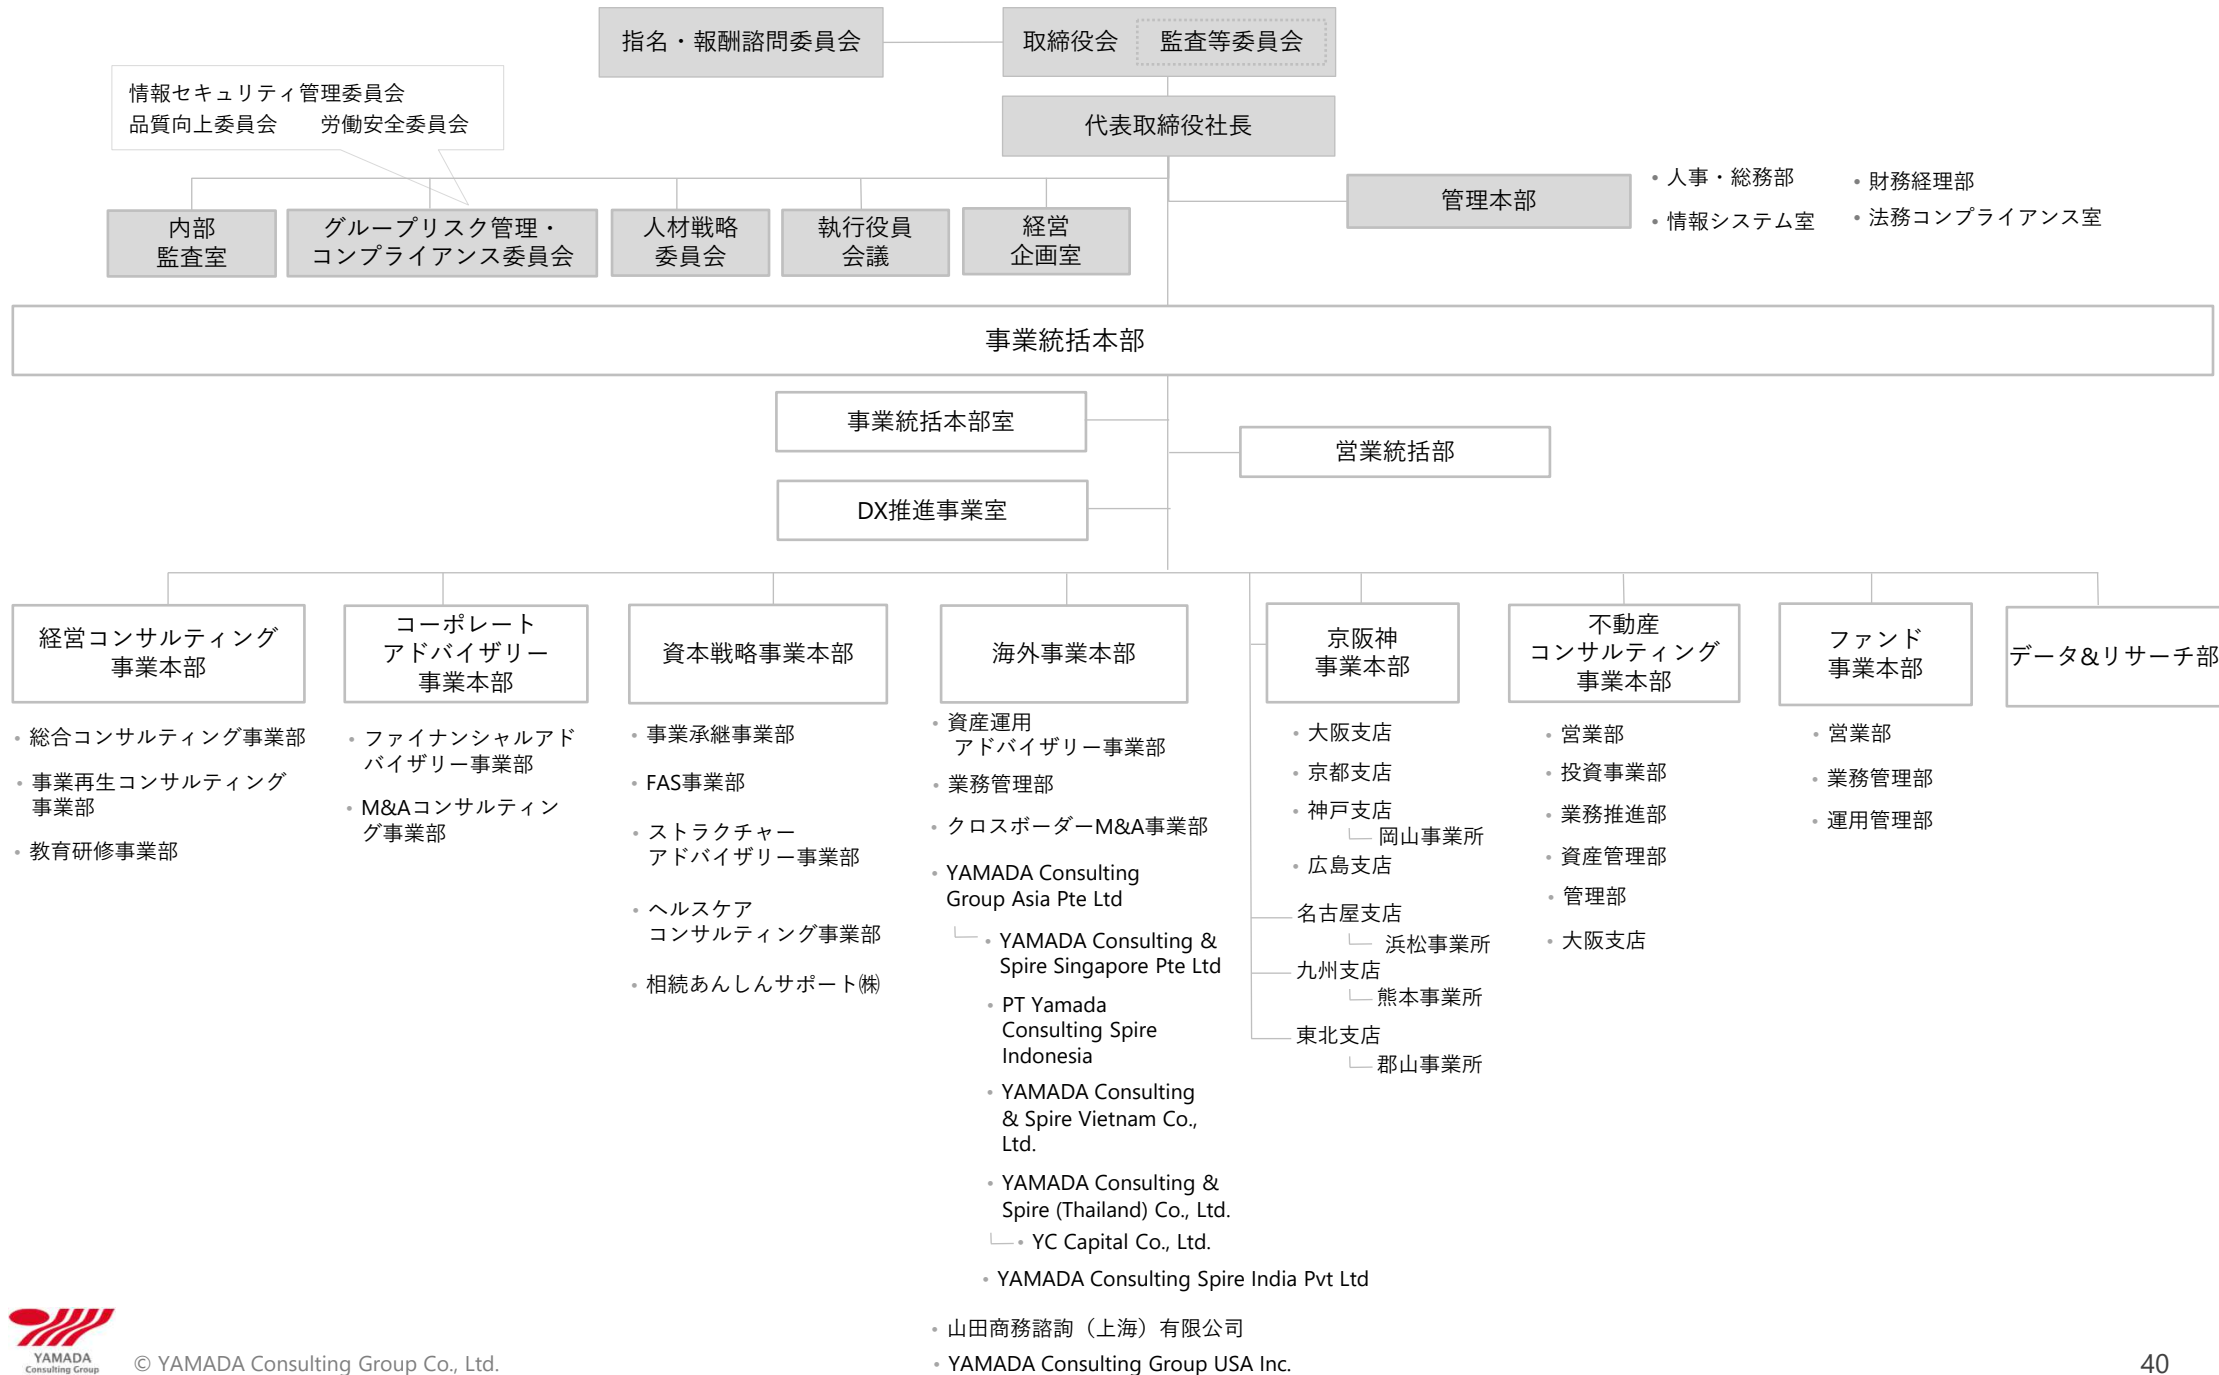 指名・報酬諮問委員会
取締役会 監査等委員会
情報セキュリティ管理委員会
品質向上委員会 労働安全委員会
代表取締役社長
管理本部
・人事・総務部
・財務経理部
・情報システム室
・法務コンプライアンス室
内部
監査室
グループリスク管理・
コンプライアンス委員会
人材戦略
委員会
執行役員
会議
経営
企画室
事業統括本部
事業統括本部室
営業統括部
DX推進事業室
経営コンサルティング
事業本部
・総合コンサルティング事業部
・事業再生コンサルティング
事業部
・教育研修事業部
コーポレート
アドバイザリー
事業本部
・ファイナンシャルアド
バイザリー事業部
・M&Aコンサルティン
グ事業部
資本戦略事業本部
・事業承継事業部
・FAS事業部
・ストラクチャー
アドバイザリー事業部
・ヘルスケア
コンサルティング事業部
・相続あんしんサポート㈱
海外事業本部
・資産運用
アドバイザリー事業部
・業務管理部
・クロスボーダーM&A事業部
・YAMADA Consulting
Group Asia Pte Ltd
・YAMADA Consulting &
Spire Singapore Pte Ltd
・PT Yamada
Consulting Spire
Indonesia
・YAMADA Consulting
& Spire Vietnam Co.,
Ltd.
・YAMADA Consulting &
Spire (Thailand) Co., Ltd.
・YC Capital Co., Ltd.
・YAMADA Consulting Spire India Pvt Ltd
・山田商務諮詢（上海）有限公司
・YAMADA Consulting Group USA Inc.
京阪神
事業本部
・大阪支店
・京都支店
・神戸支店
岡山事業所
・広島支店
名古屋支店
浜松事業所
九州支店
熊本事業所
東北支店
郡山事業所
不動産
コンサルティング
事業本部
・営業部
・投資事業部
・業務推進部
・資産管理部
・管理部
・大阪支店
ファンド
事業本部
・営業部
・業務管理部
・運用管理部
データ&リサーチ部
YAMADA
Consulting Group
© YAMADA Consulting Group Co., Ltd.
40